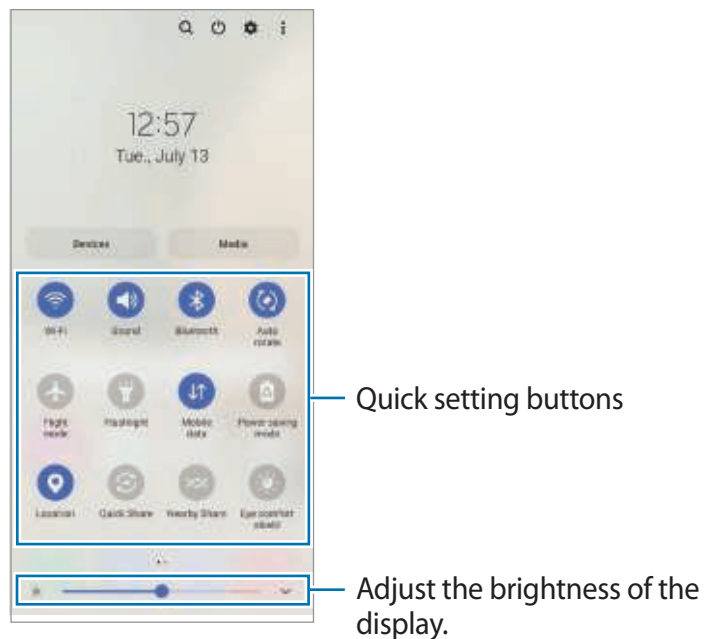 12:57
Tue., July 13
Devices Media
Wi-Fi Sound Bluetooth Auto
rotate
Flight
mode Flashlight Mobile
data Power saving
mode
Location Quick Share Nearby Share Eye comfort
shield
Quick setting buttons
Adjust the brightness of the
display.